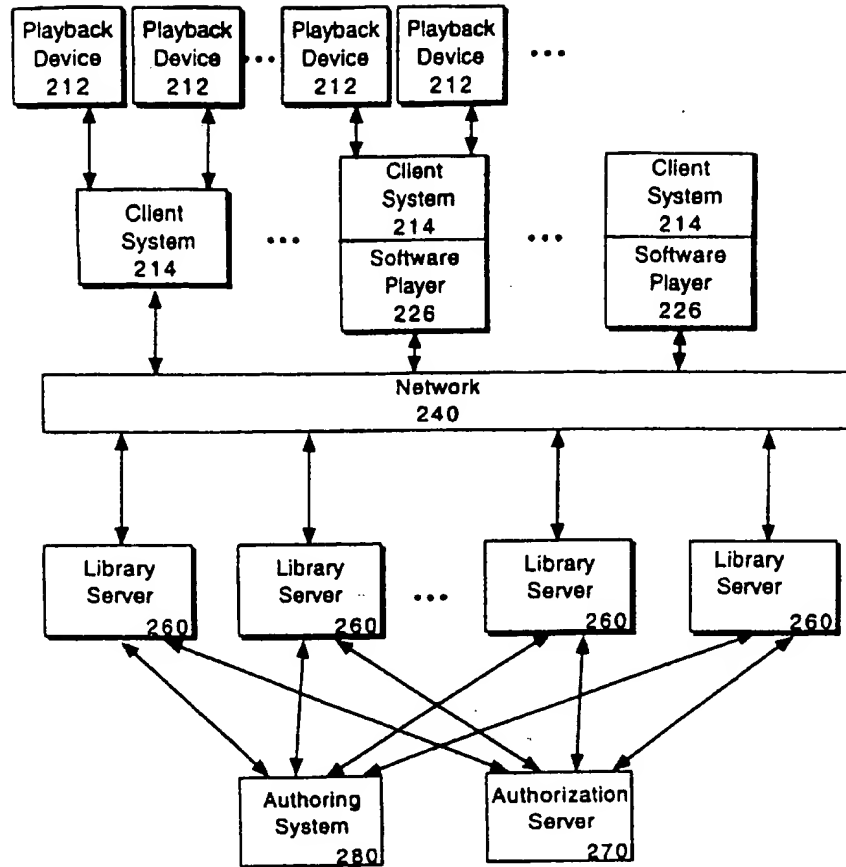 Playback
Device
212
Playback
Device
212
Playback
Device
212
Playback
Device
212
Client
System
214
Client
System
214
Software
Player
226
Client
System
214
Software
Player
226
Network
240
Library
Server
260
Library
Server
260
Library
Server
260
Library
Server
260
Authoring
System
280
Authorization
Server
270